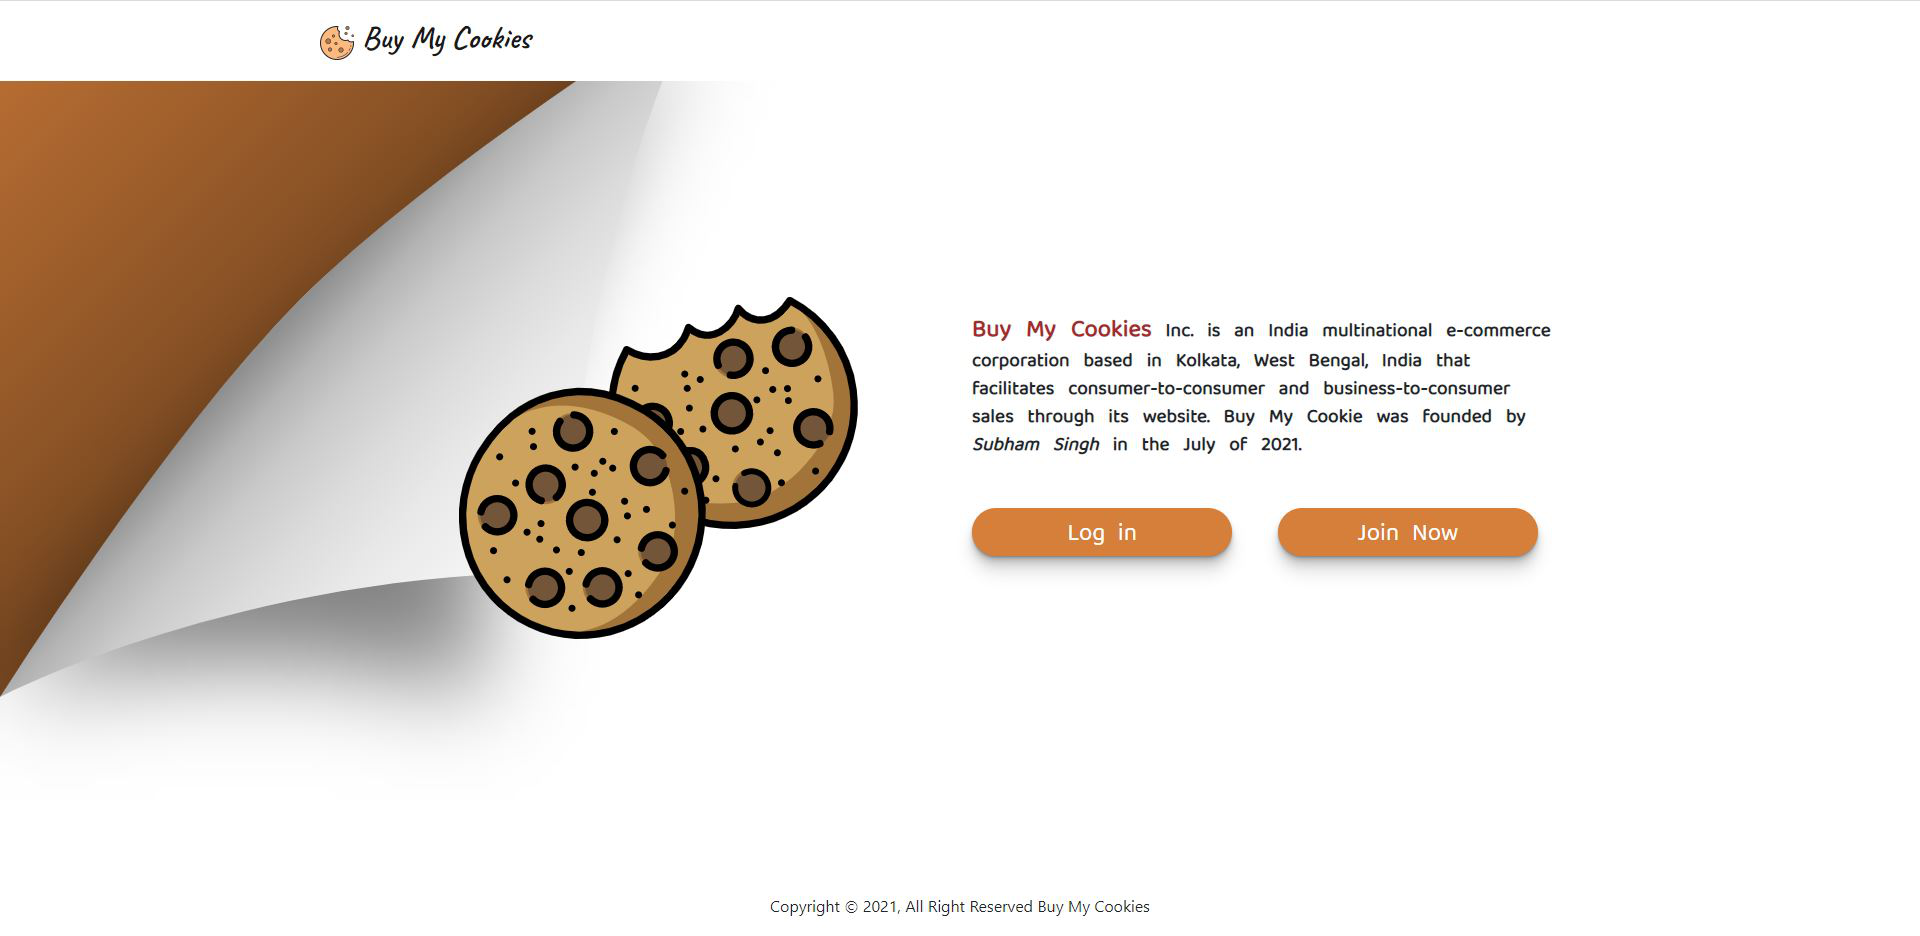 Buy My Cookies
Buy My Cookies Inc. is an India multinational e-commerce
corporation based in Kolkata, West Bengal, India that
facilitates consumer-to-consumer and business-to-consumer
sales through its website. Buy My Cookie was founded by
Subham Singh in the July of 2021.
Log in
Join Now
Copyright © 2021, All Right Reserved Buy My Cookies